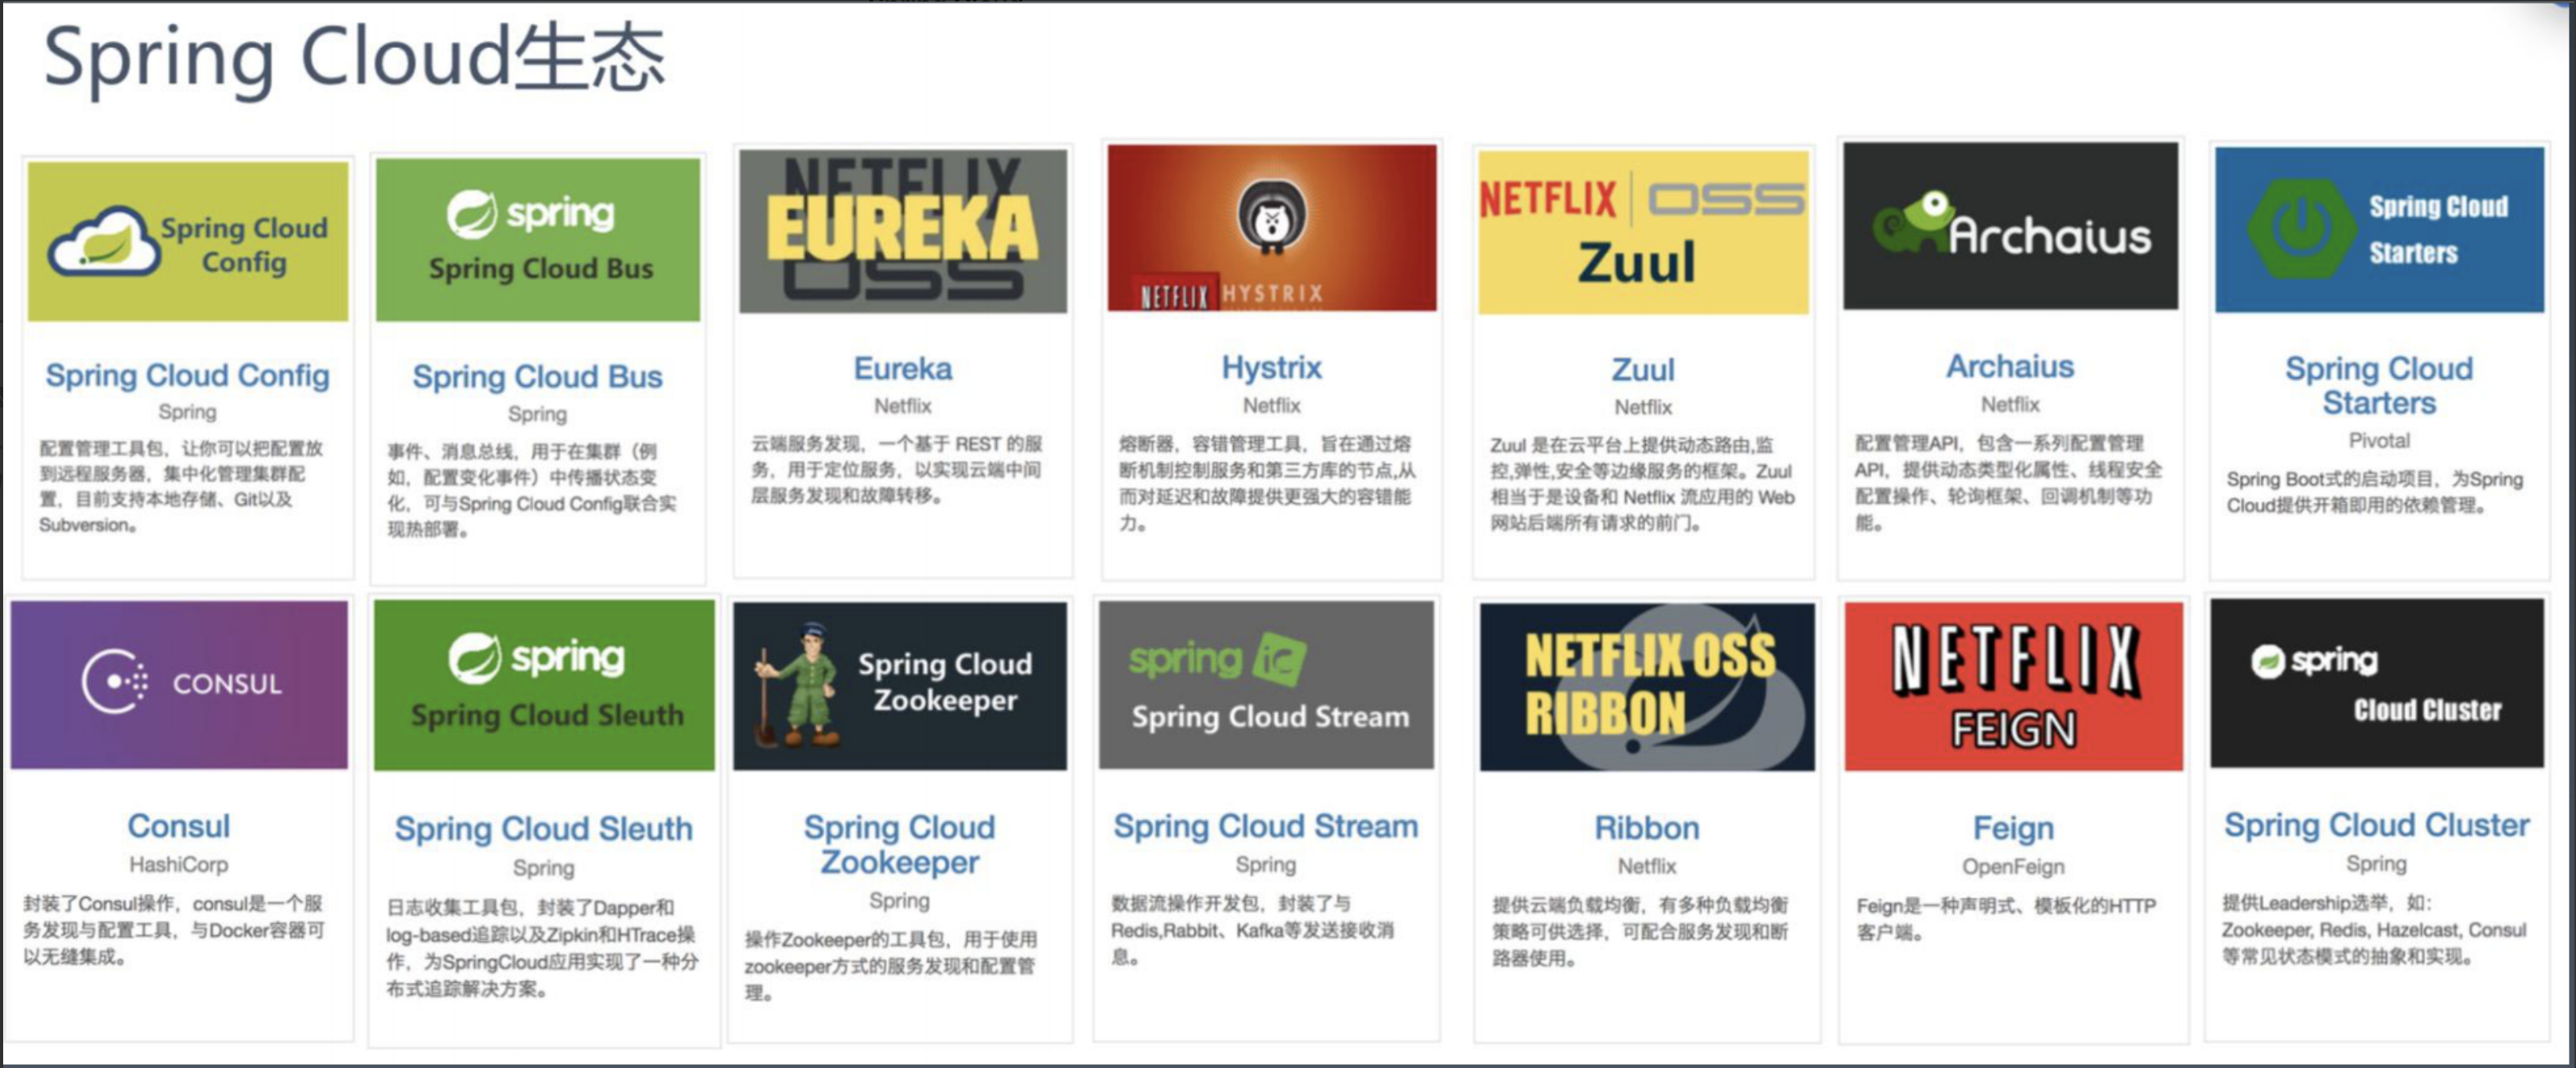 Spring Cloud生态
Spring Cloud
Config
Spring Cloud Config
Spring
配置管理工具包，让你可以把配置放
到远程服务器，集中化管理集群配
置，目前支持本地存储、Git以及
Subversion。
spring
Spring Cloud Bus
Spring Cloud Bus
Spring
事件、消息总线，用于在集群（例
如，配置变化事件）中传播状态变
化，可与Spring Cloud Config联合实
现热部署。
NETFLIX
EUREKA
OSS
Eureka
Netflix
云端服务发现，一个基于 REST 的服
务，用于定位服务，以实现云端中间
层服务发现和故障转移。
NETFLIX HYSTRIX
Hystrix
Netflix
熔断器，容错管理工具，旨在通过熔
断机制控制服务和第三方库的节点,从
而对延迟和故障提供更强大的容错能
力。
NETFLIX | OSS
Zuul
Zuul
Netflix
Zuul 是在云平台上提供动态路由,监
控,弹性,安全等边缘服务的框架。Zuul
相当于是设备和 Netflix 流应用的 Web
网站后端所有请求的前门。
Archaius
Archaius
Netflix
配置管理API，包含一系列配置管理
API，提供动态类型化属性、线程安全
配置操作、轮询框架、回调机制等功
能。
Spring Cloud
Starters
Spring Cloud
Starters
Pivotal
Spring Boot式的启动项目，为Spring
Cloud提供开箱即用的依赖管理。
CONSUL
Consul
HashiCorp
封装了Consul操作，consul是一个服
务发现与配置工具，与Docker容器可
以无缝集成。
spring
Spring Cloud Sleuth
Spring Cloud Sleuth
Spring
日志收集工具包，封装了Dapper和
log-based追踪以及Zipkin和HTrace操
作，为SpringCloud应用实现了一种分
布式追踪解决方案。
Spring Cloud
Zookeeper
Spring Cloud
Zookeeper
Spring
操作Zookeeper的工具包，用于使用
zookeeper方式的服务发现和配置管
理。
spring io
Spring Cloud Stream
Spring Cloud Stream
Spring
数据流操作开发包，封装了与
Redis,Rabbit、Kafka等发送接收消
息。
NETFLIX OSS
RIBBON
Ribbon
Netflix
提供云端负载均衡，有多种负载均衡
策略可供选择，可配合服务发现和断
路器使用。
NETFLIX
FEIGN
Feign
OpenFeign
Feign是一种声明式、模板化的HTTP
客户端。
spring
Cloud Cluster
Spring Cloud Cluster
Spring
提供Leadership选举，如：
Zookeeper, Redis, Hazelcast, Consul
等常见状态模式的抽象和实现。